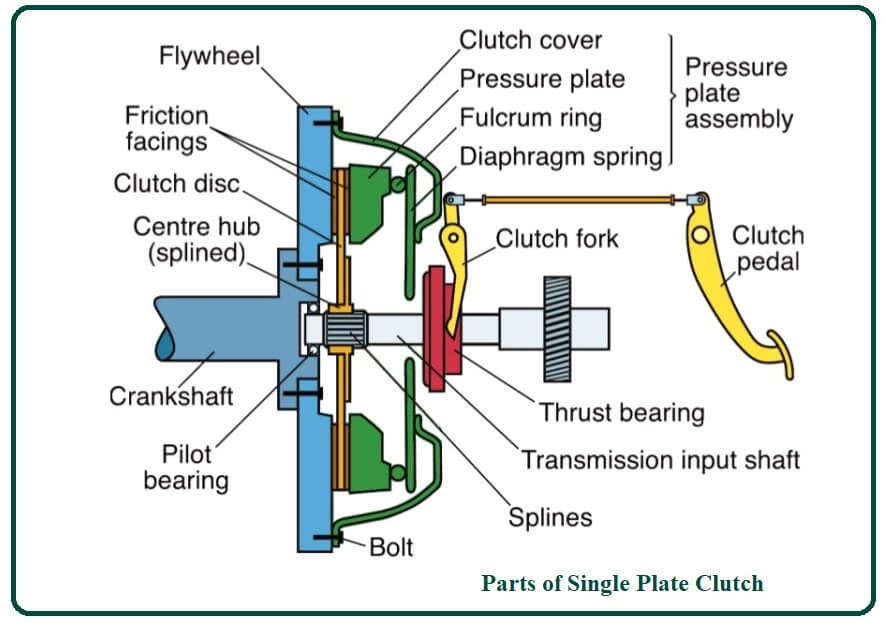 Flywheel
Clutch cover
Pressure plate
Fulcrum ring
Diaphragm spring
Pressure
plate
assembly
Friction
facings
Clutch disc
Centre hub
(splined)
Clutch fork
Clutch
pedal
Crankshaft
Pilot
bearing
Thrust bearing
Transmission input shaft
Splines
Bolt
Parts of Single Plate Clutch